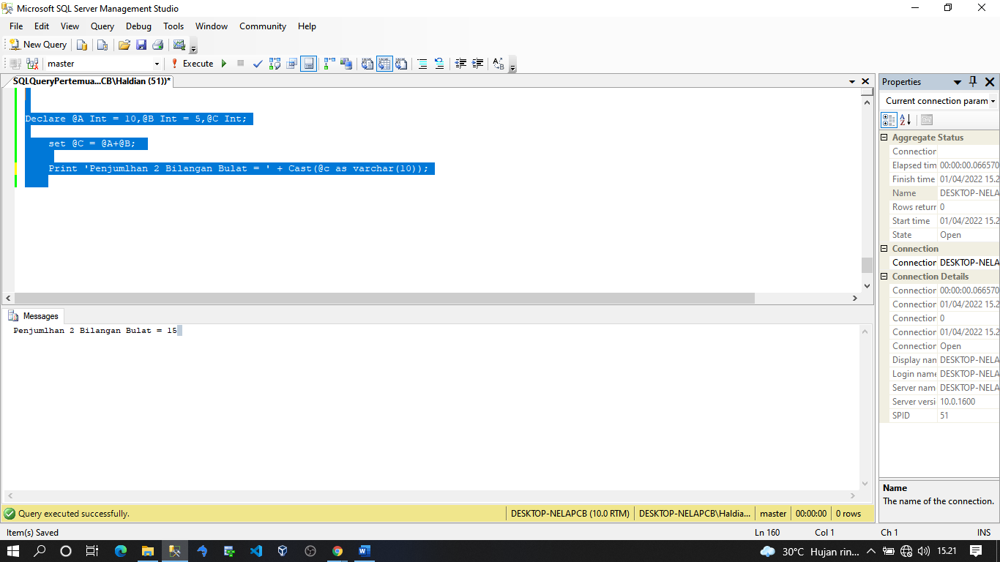 Microsoft SQL Server Management Studio
File Edit View Query Debug Tools Window Community Help
New Query
master Execute
SQLQueryPertemua...CB\Haldian (51))*
Declare @A Int = 10,@B Int = 5,@C Int;
set @C = @A+@B;
Print 'Penjumlhan 2 Bilangan Bulat = ' + Cast(@c as varchar(10));
Messages
Penjumlhan 2 Bilangan Bulat = 15
Query executed successfully. DESKTOP-NELAPCB (10.0 RTM) DESKTOP-NELAPCB\Haldia... master 00:00:00 0 rows
Properties
Current connection param
Aggregate Status
Connection
Elapsed tim 00:00:00.066570
Finish time 01/04/2022 15.2
Name DESKTOP-NELA
Rows returr 0
Start time 01/04/2022 15.2
State Open
Connection
Connection DESKTOP-NELA
Connection Details
Connection 00:00:00.066570
Connection 01/04/2022 15.2
Connection 0
Connection 01/04/2022 15.2
Connection Open
Display nan DESKTOP-NELA
Login name DESKTOP-NELA
Server nam DESKTOP-NELA
Server versi 10.0.1600
SPID 51
Name
The name of the connection.
Item(s) Saved Ln 160 Col 1 Ch 1 INS
30°C Hujan rin... 15.21